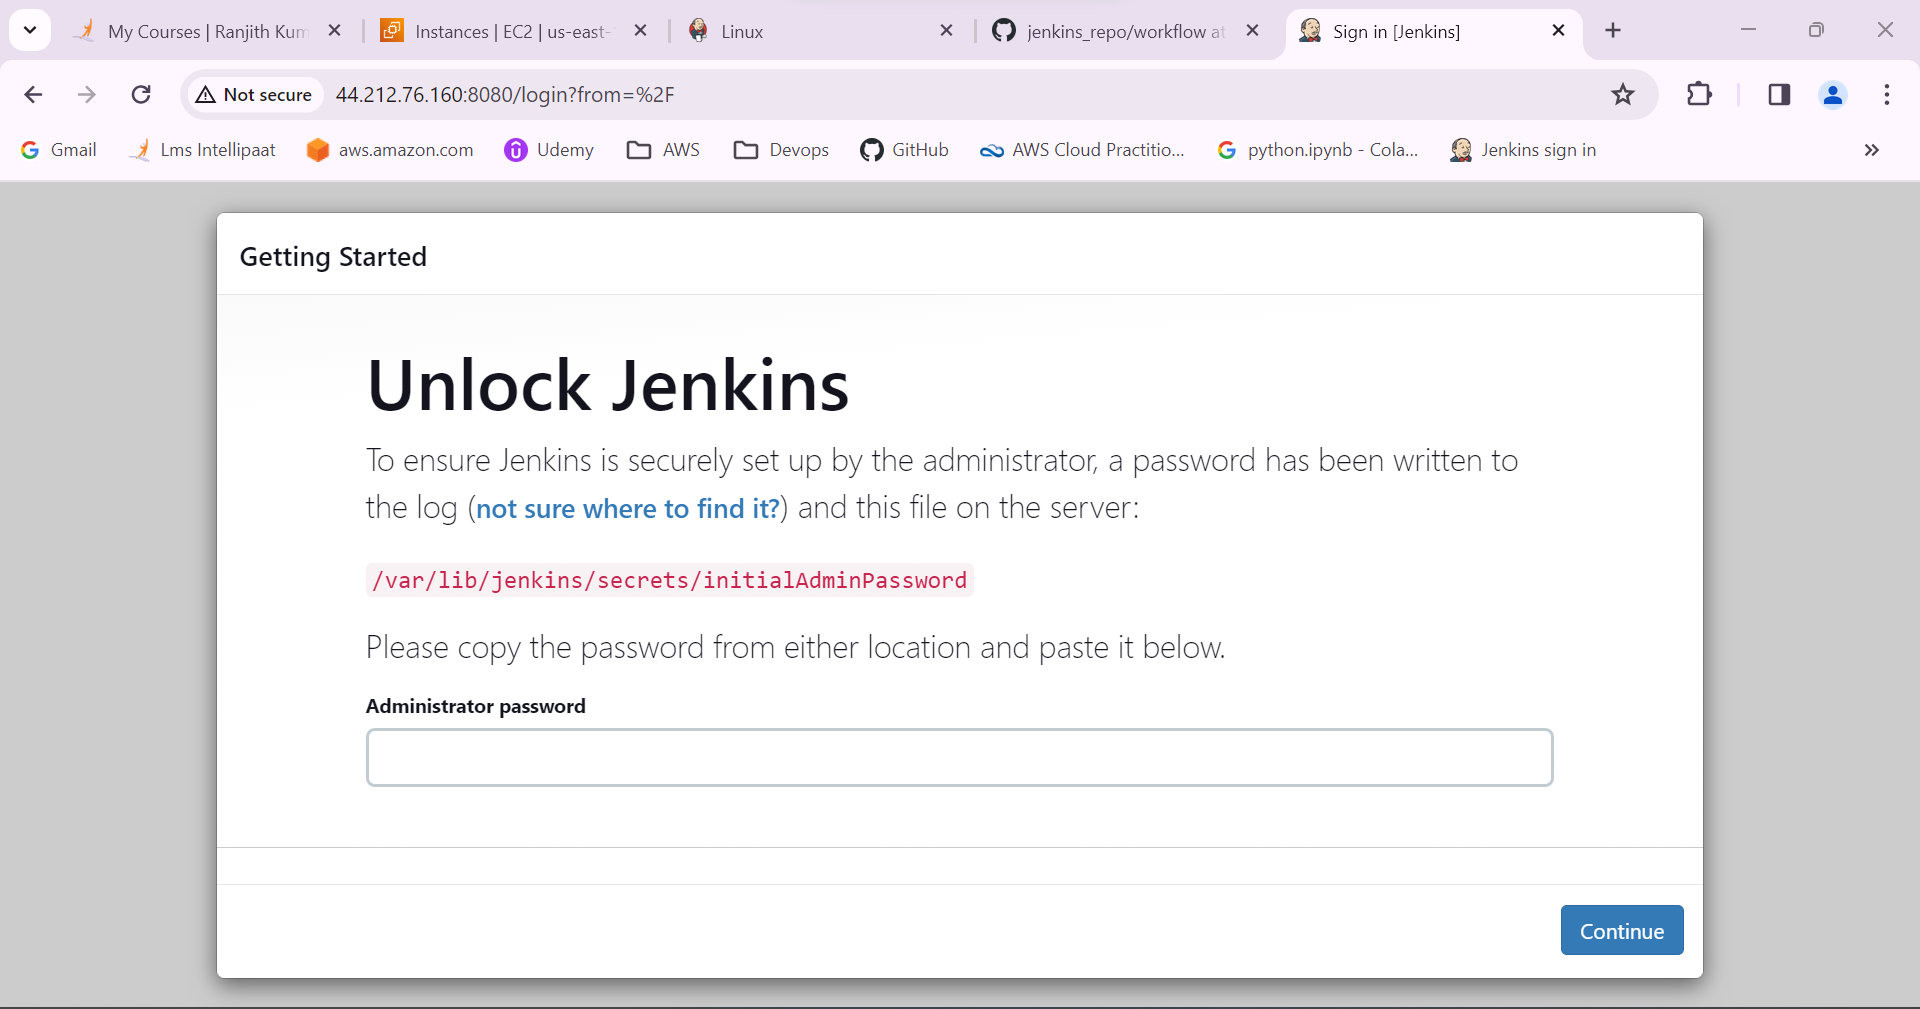 My Courses | Ranjith Kum
Instances | EC2 | us-east-
Linux
jenkins_repo/workflow at
Sign in [Jenkins]
Not secure
44.212.76.160:8080/login?from=%2F
Gmail
Lms Intellipaat
aws.amazon.com
Udemy
AWS
Devops
GitHub
AWS Cloud Practitio...
python.ipynb - Cola...
Jenkins sign in
Getting Started
Unlock Jenkins
To ensure Jenkins is securely set up by the administrator, a password has been written to
the log (not sure where to find it?) and this file on the server:
/var/lib/jenkins/secrets/initialAdminPassword
Please copy the password from either location and paste it below.
Administrator password
Continue